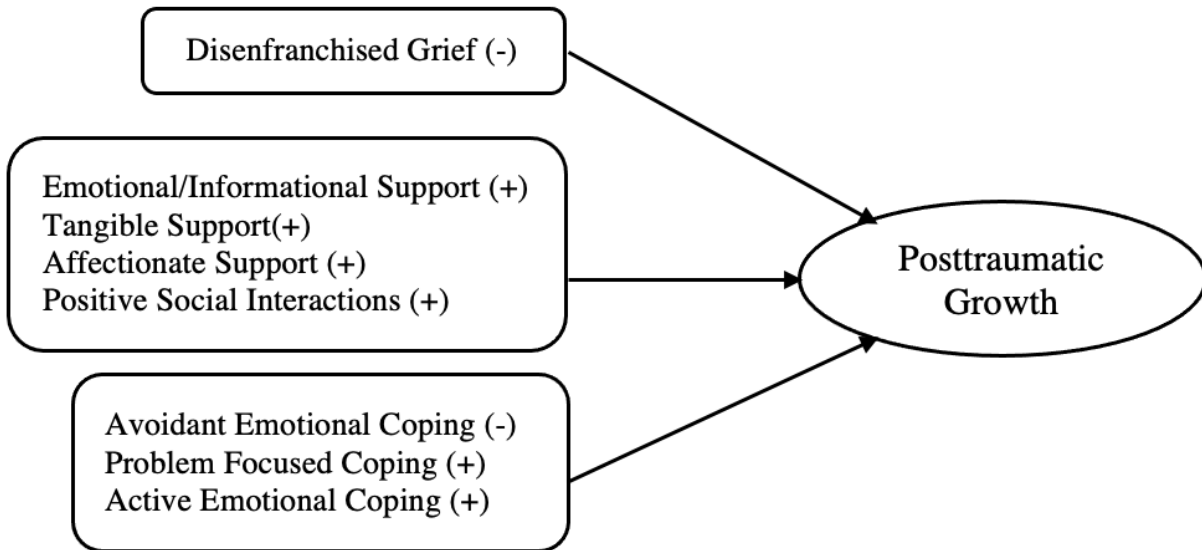 Disenfranchised Grief (-)
Emotional/Informational Support (+)
Tangible Support(+)
Affectionate Support (+)
Positive Social Interactions (+)
Avoidant Emotional Coping (-)
Problem Focused Coping (+)
Active Emotional Coping (+)
Posttraumatic
Growth